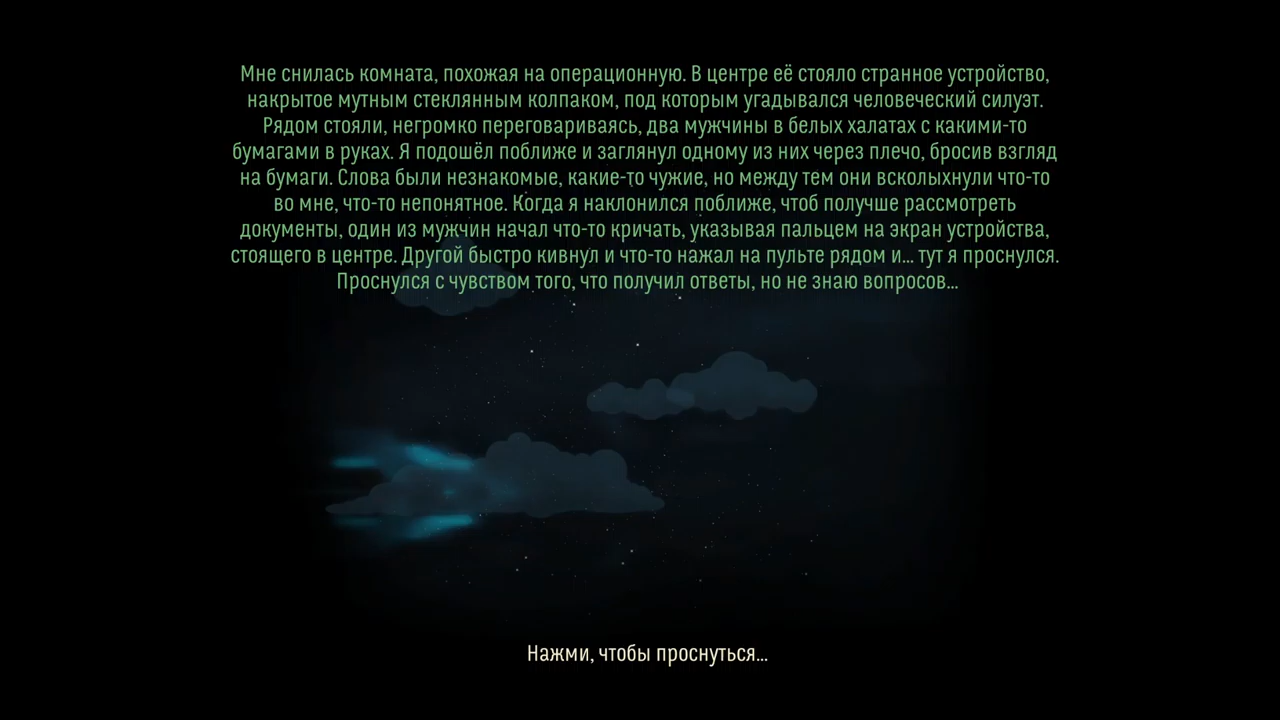 Мне снилась комната, похожая на операционную. В центре её стояло странное устройство,
накрытое мутным стеклянным колпаком, под которым угадывался человеческий силуэт.
Рядом стояли, негромко переговариваясь, два мужчины в белых халатах с какими-то
бумагами в руках. Я подошёл поближе и заглянул одному из них через плечо, бросив взгляд
на бумаги. Слова были незнакомые, какие-то чужие, но между тем они всколыхнули что-то
во мне, что-то непонятное. Когда я наклонился поближе, чтоб получше рассмотреть
документы, один из мужчин начал что-то кричать, указывая пальцем на экран устройства,
стоящего в центре. Другой быстро кивнул и что-то нажал на пульте рядом и... тут я проснулся.
Проснулся с чувством того, что получил ответы, но не знаю вопросов...
Нажми, чтобы проснуться...